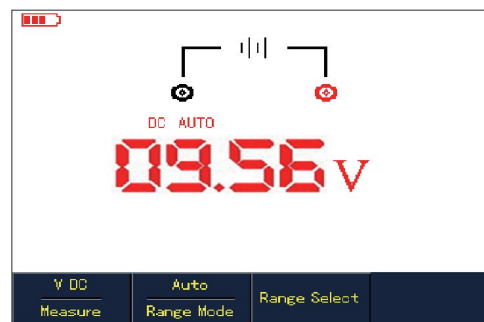 DC AUTO
09.56 V
V DC
Measure
Auto
Range Mode
Range Select